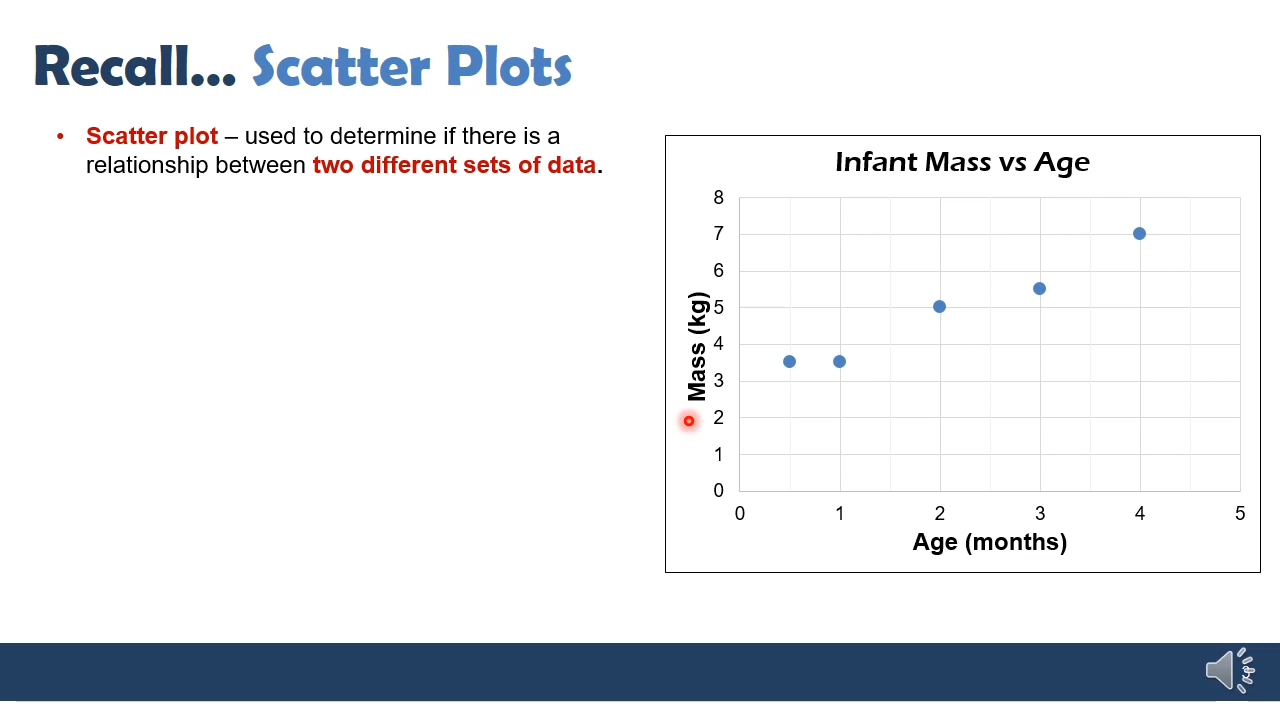 Recall... Scatter Plots
• Scatter plot – used to determine if there is a
relationship between two different sets of data.
Infant Mass vs Age
8
7
6
5
4
3
2
1
0
Mass (kg)
0 1 2 3 4 5
Age (months)